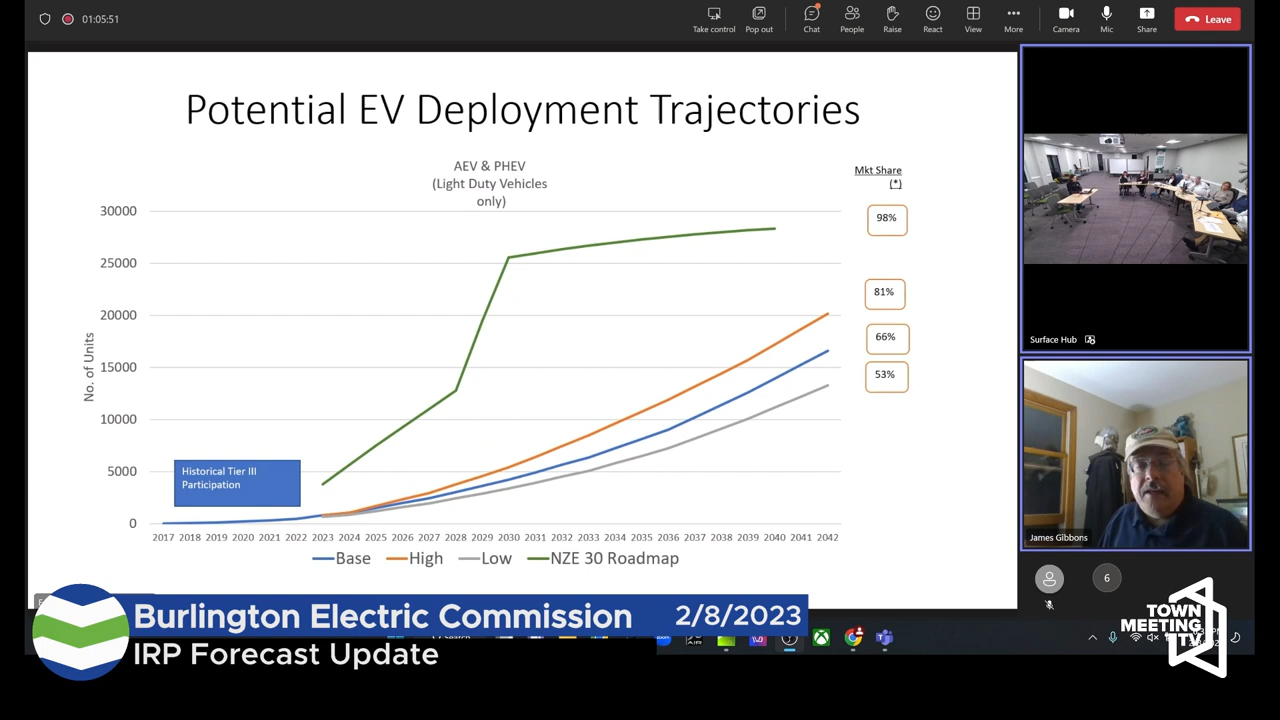 01:05:51
Take control
Pop out
Chat
People
Raise
React
View
More
Camera
Mic
Share
Leave
Potential EV Deployment Trajectories
AEV & PHEV
(Light Duty Vehicles
only)
Mkt Share
(*)
30000
25000
20000
15000
10000
5000
0
No. of Units
98%
81%
66%
53%
Historical Tier III
Participation
2017 2018 2019 2020 2021 2022 2023 2024 2025 2026 2027 2028 2029 2030 2031 2032 2033 2034 2035 2036 2037 2038 2039 2040 2041 2042
Base High Low NZE 30 Roadmap
Surface Hub
James Gibbons
6
Burlington Electric Commission 2/8/2023
IRP Forecast Update
TOWN
MEETING
TV